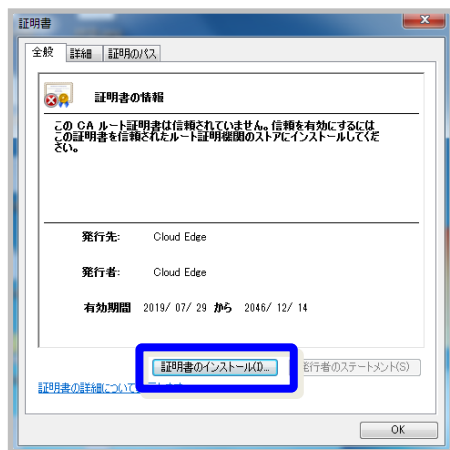 証明書
全般 詳細 証明のパス
証明書の情報
この CA ルート証明書は信頼されていません。信頼を有効にするには
この証明書を信頼されたルート証明機関のストアにインストールしてくだ
さい。
発行先: Cloud Edge
発行者: Cloud Edge
有効期間 2019/ 07/ 29 から 2046/ 12/ 14
証明書のインストール(I)... 発行者のステートメント(S)
証明書の詳細について
OK